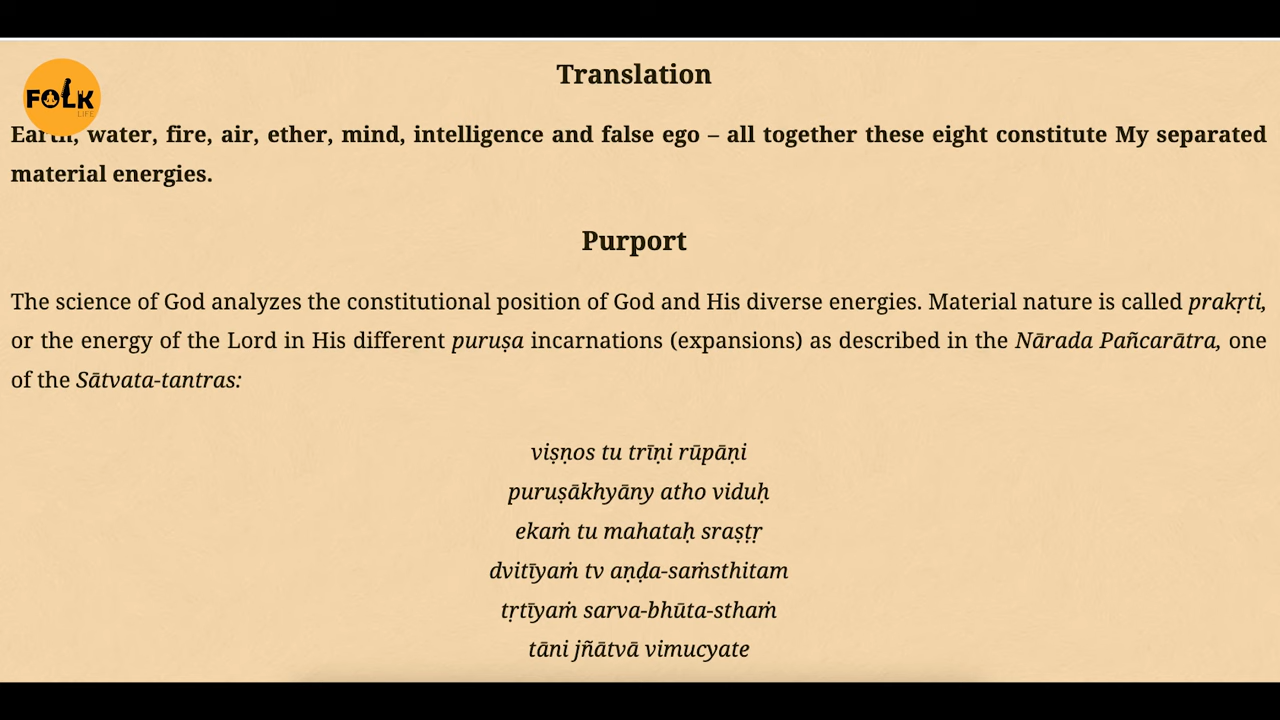 Translation
FOLK
LIFE
Earth, water, fire, air, ether, mind, intelligence and false ego – all together these eight constitute My separated
material energies.
Purport
The science of God analyzes the constitutional position of God and His diverse energies. Material nature is called prakṛti,
or the energy of the Lord in His different puruṣa incarnations (expansions) as described in the Nārada Pañcarātra, one
of the Sātvata-tantras:
viṣṇos tu trīṇi rūpāṇi
puruṣākhyāny atho viduḥ
ekaṁ tu mahataḥ sraṣṭṛ
dvitīyaṁ tv aṇḍa-saṁsthitam
tṛtīyaṁ sarva-bhūta-sthaṁ
tāni jñātvā vimucyate